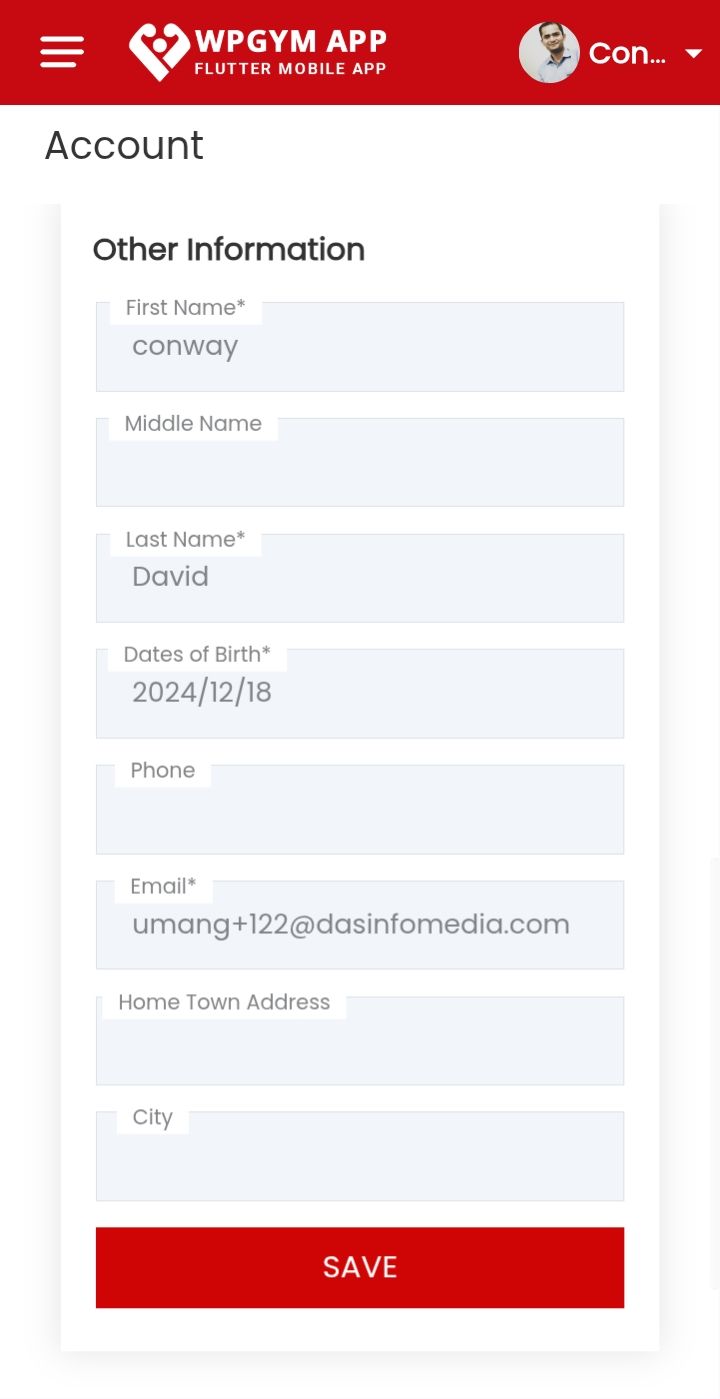 WPGYM APP
FLUTTER MOBILE APP
Con...
Account
Other Information
First Name*
conway
Middle Name
Last Name*
David
Dates of Birth*
2024/12/18
Phone
Email*
umang+122@dasinfomedia.com
Home Town Address
City
SAVE